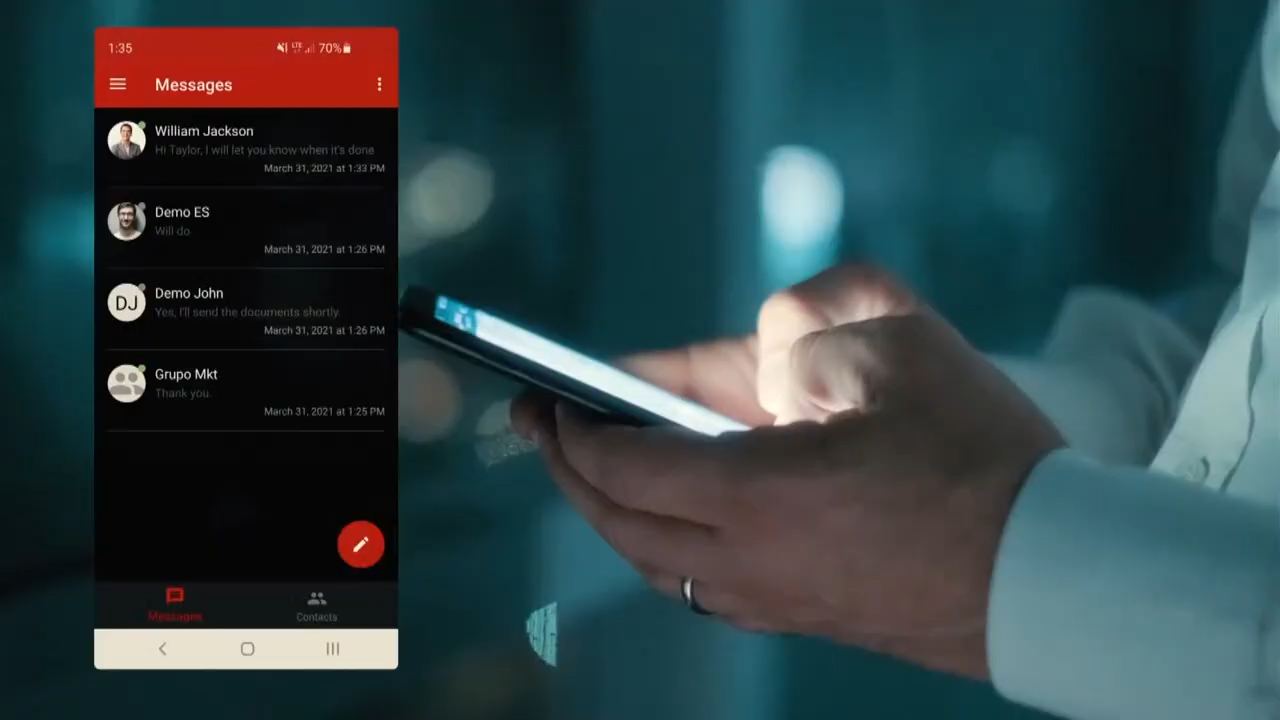 1:35 LTE 70%
Messages
William Jackson
Hi Taylor, I will let you know when it's done
March 31, 2021 at 1:33 PM
Demo ES
Will do
March 31, 2021 at 1:26 PM
DJ
Demo John
Yes, I'll send the documents shortly.
March 31, 2021 at 1:26 PM
Grupo Mkt
Thank you.
March 31, 2021 at 1:25 PM
Messages Contacts